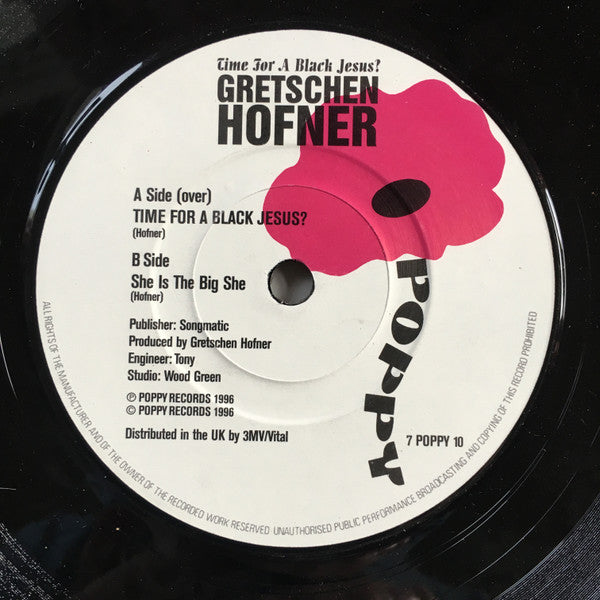 Time For A Black Jesus?
GRETSCHEN
HOFNER
A Side (over)
TIME FOR A BLACK JESUS?
(Hofner)
B Side
She Is The Big She
(Hofner)
Publisher: Songmatic
Produced by Gretschen Hofner
Engineer: Tony
Studio: Wood Green
℗ POPPY RECORDS 1996
© POPPY RECORDS 1996
Distributed in the UK by 3MV/Vital
POPPY
7 POPPY 10
ALL RIGHTS OF THE MANUFACTURER AND OF THE OWNER OF THE RECORDED WORK RESERVED UNAUTHORISED PUBLIC PERFORMANCE BROADCASTING AND COPYING OF THIS RECORD PROHIBITED